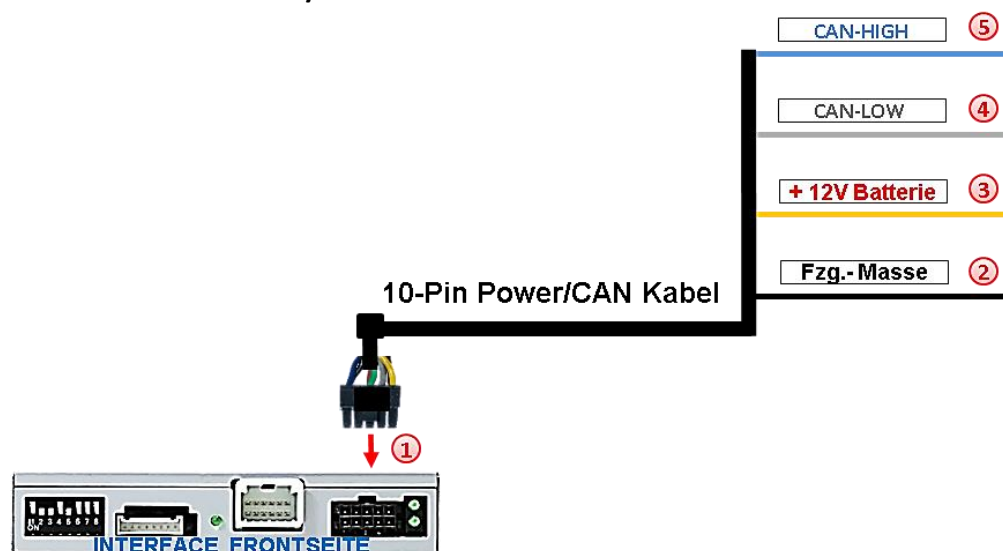 CAN-HIGH 5
CAN-LOW 4
+ 12V Batterie 3
Fzg.- Masse 2
10-Pin Power/CAN Kabel
1
1 2 3 4 5 6 7 8
ON
INTERFACE FRONTSEITE